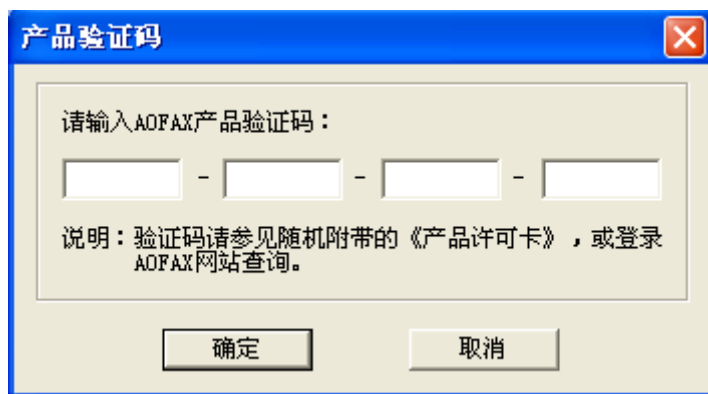 产品验证码
请输入AOFAX产品验证码：
- - -
说明：验证码请参见随机附带的《产品许可卡》，或登录
AOFAX网站查询。
确定 取消